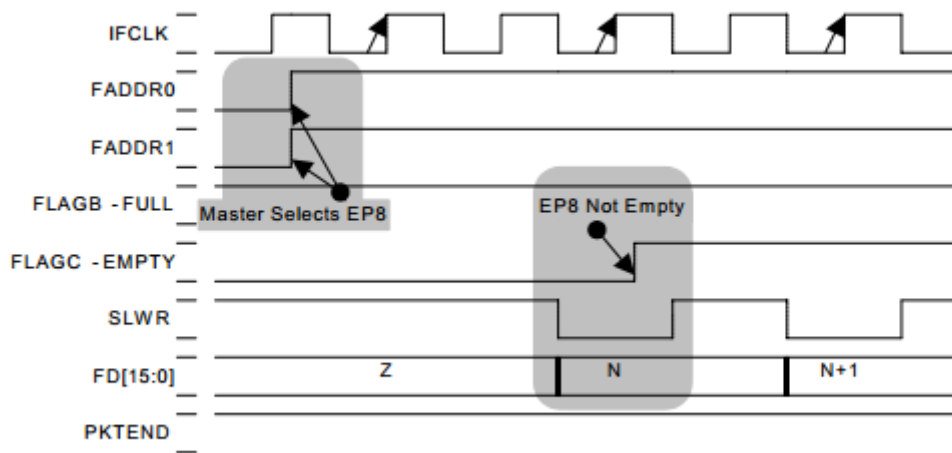 IFCLK
FADDR0
FADDR1
FLAGB - FULL
Master Selects EP8
EP8 Not Empty
FLAGC - EMPTY
SLWR
FD[15:0]
Z
N
N+1
PKTEND